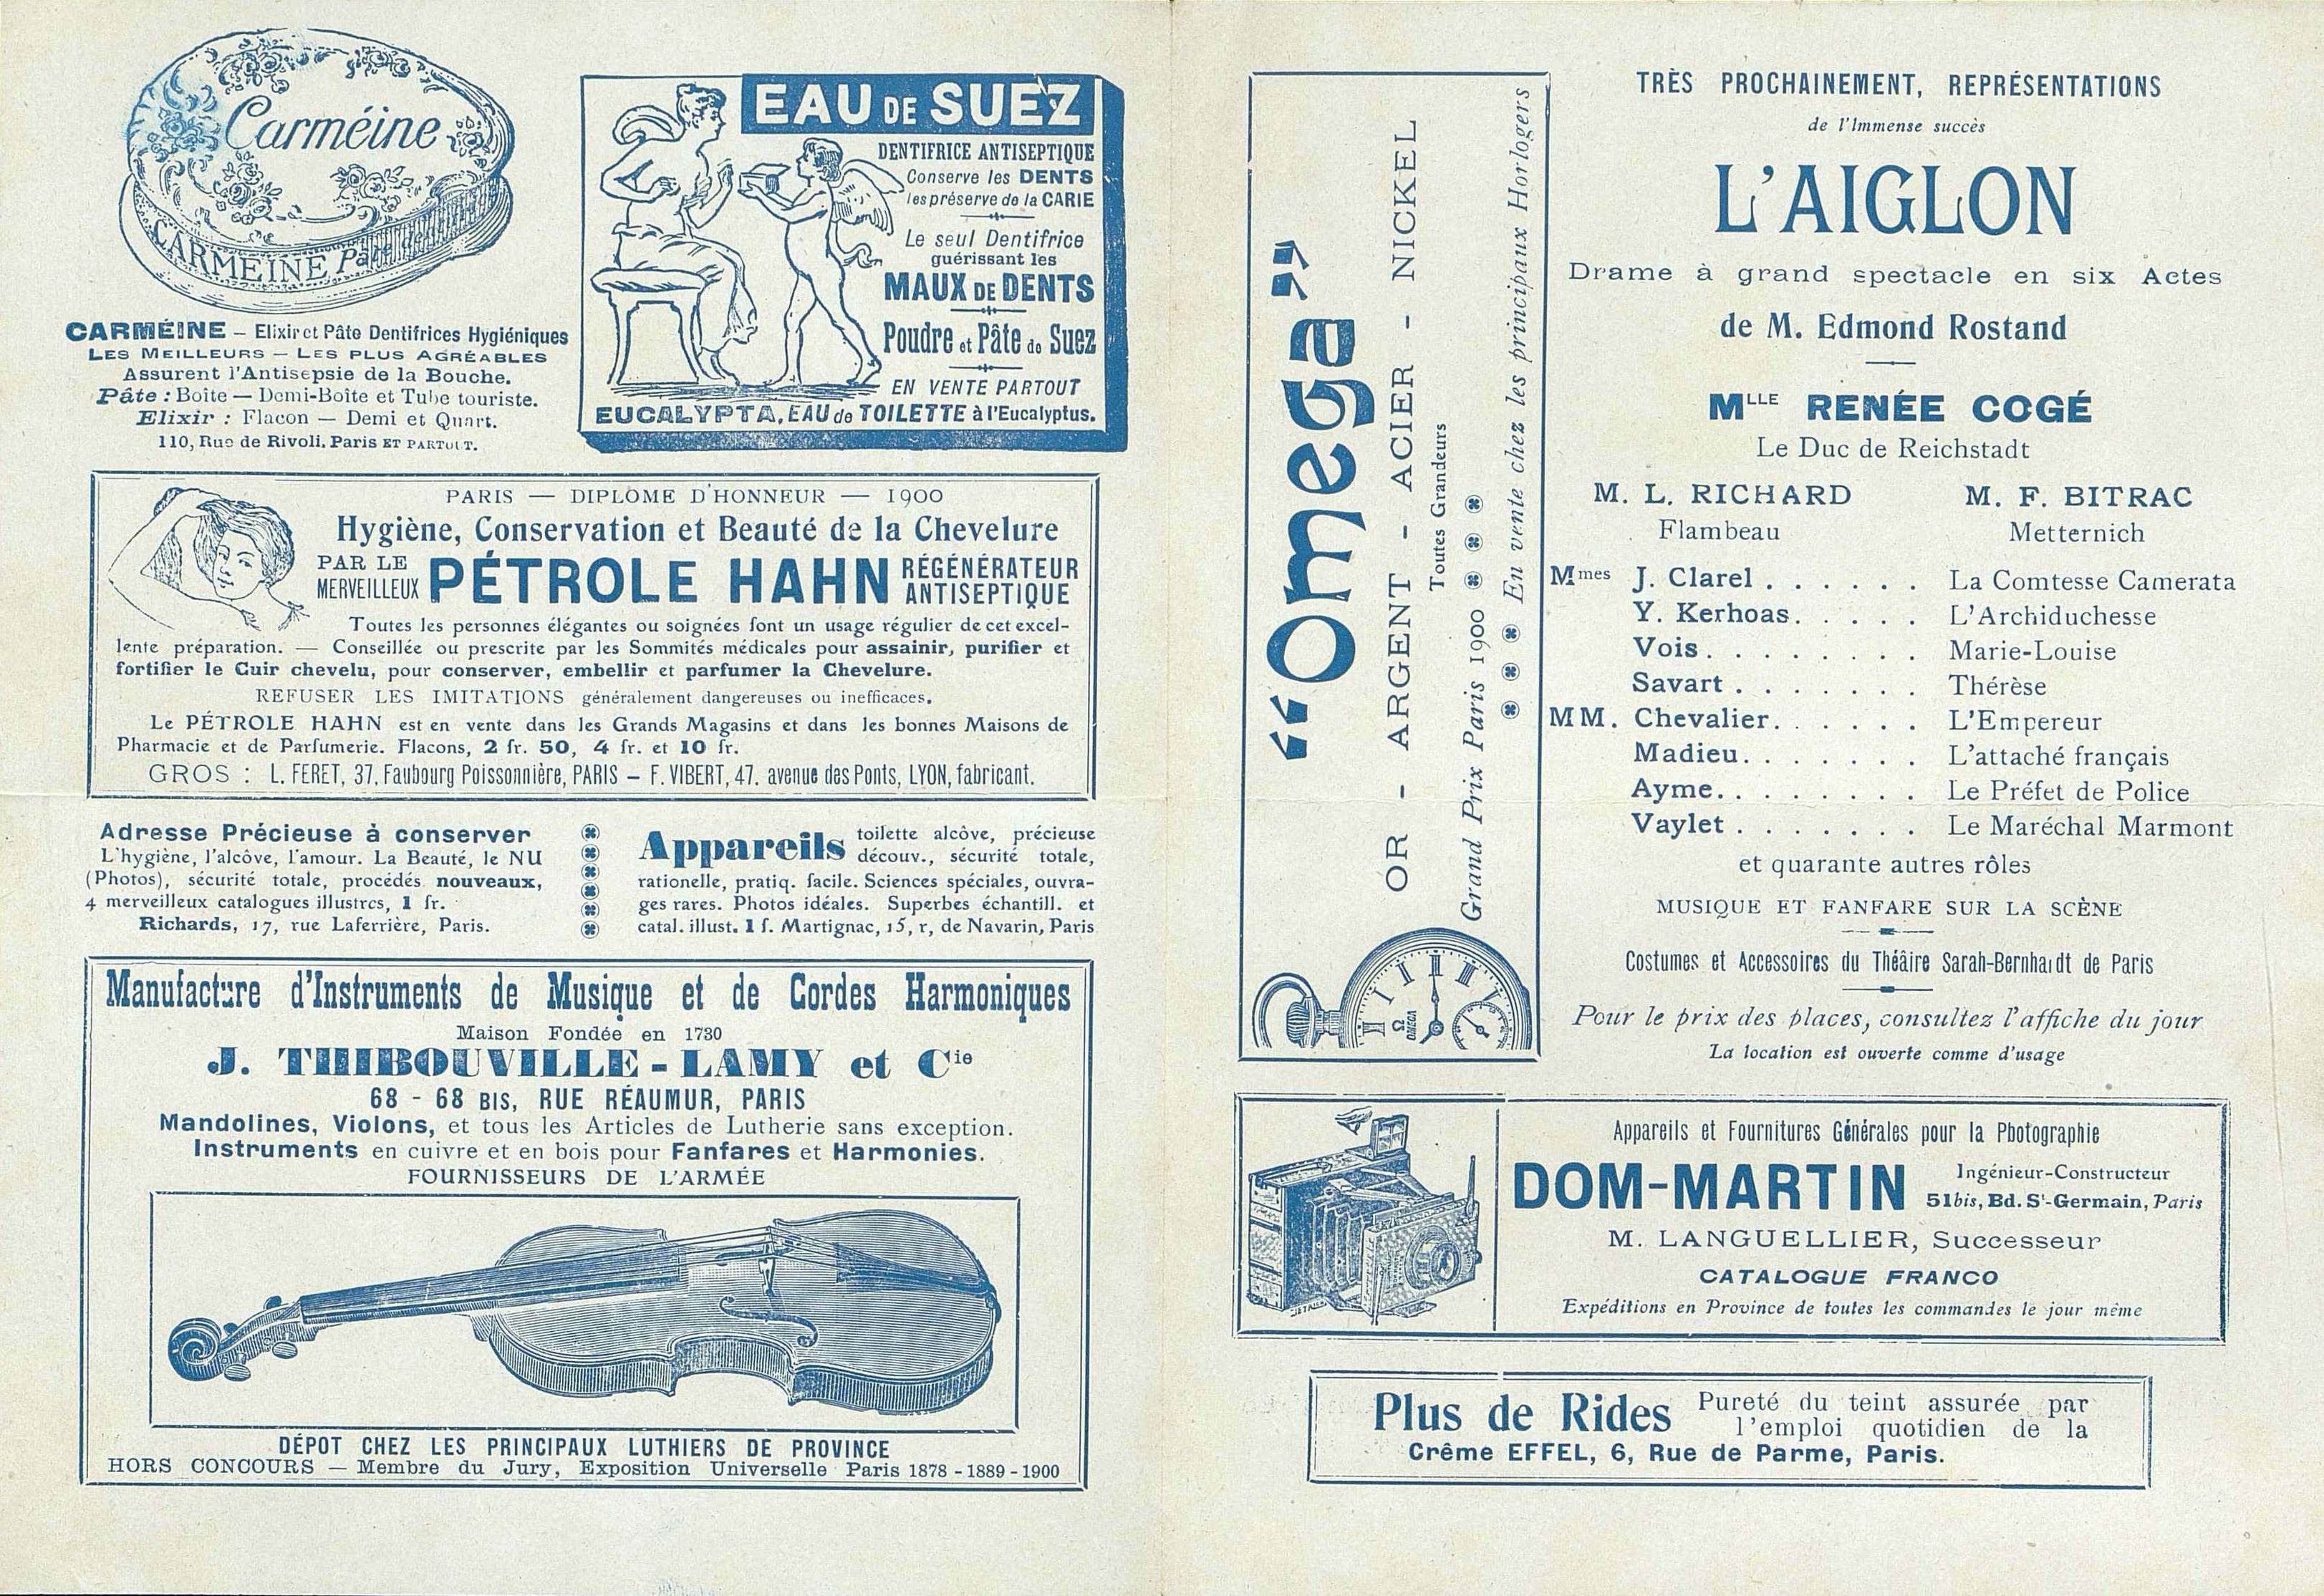 Carméine
CARMÉINE Pâte
CARMÉINE — Elixir et Pâte Dentifrices Hygiéniques
LES MEILLEURS — LES PLUS AGRÉABLES
Assurent l'Antisepsie de la Bouche.
Pâte : Boîte — Demi-Boîte et Tube touriste.
Elixir : Flacon — Demi et Quart.
110, Rue de Rivoli, Paris ET PARTOUT.
EAU DE SUEZ
DENTIFRICE ANTISEPTIQUE
Conserve les DENTS
les préserve de la CARIE
Le seul Dentifrice
guérissant les
MAUX DE DENTS
Poudre et Pâte de Suez
EN VENTE PARTOUT
EUCALYPTA, EAU de TOILETTE à l'Eucalyptus.
PARIS — DIPLOME D'HONNEUR — 1900
Hygiène, Conservation et Beauté de la Chevelure
PAR LE MERVEILLEUX PÉTROLE HAHN RÉGÉNÉRATEUR ANTISEPTIQUE
Toutes les personnes élégantes ou soignées font un usage régulier de cet excel-
lente préparation. — Conseillée ou prescrite par les Sommités médicales pour assainir, purifier et
fortifier le Cuir chevelu, pour conserver, embellir et parfumer la Chevelure.
REFUSER LES IMITATIONS généralement dangereuses ou inefficaces.
Le PÉTROLE HAHN est en vente dans les Grands Magasins et dans les bonnes Maisons de
Pharmacie et de Parfumerie. Flacons, 2 fr. 50, 4 fr. et 10 fr.
GROS : L. FERET, 37, Faubourg Poissonnière, PARIS — F. VIBERT, 47, avenue des Ponts, LYON, fabricant.
Adresse Précieuse à conserver
L'hygiène, l'alcôve, l'amour. La Beauté, le NU
(Photos), sécurité totale, procédés nouveaux,
4 merveilleux catalogues illustres, 1 fr.
Richards, 17, rue Laferrière, Paris.
Appareils toilette alcôve, précieuse
découv., sécurité totale,
rationelle, pratiq. facile. Sciences spéciales, ouvra-
ges rares. Photos idéales. Superbes échantill. et
catal. illust. 1 f. Martignac, 15, r, de Navarin, Paris
Manufacture d'Instruments de Musique et de Cordes Harmoniques
Maison Fondée en 1730
J. THIBOUVILLE-LAMY et Cie
68 - 68 BIS, RUE RÉAUMUR, PARIS
Mandolines, Violons, et tous les Articles de Lutherie sans exception.
Instruments en cuivre et en bois pour Fanfares et Harmonies.
FOURNISSEURS DE L'ARMÉE
DÉPOT CHEZ LES PRINCIPAUX LUTHIERS DE PROVINCE
HORS CONCOURS — Membre du Jury, Exposition Universelle Paris 1878 - 1889 - 1900
“Omega”
OR - ARGENT - ACIER - NICKEL
Toutes Grandeurs
Grand Prix Paris 1900
En vente chez les principaux Horlogers
Ω
OMEGA
TRÈS PROCHAINEMENT, REPRÉSENTATIONS
de l'Immense succès
L'AIGLON
Drame à grand spectacle en six Actes
de M. Edmond Rostand
MLLE RENÉE COGÉ
Le Duc de Reichstadt
M. L. RICHARD
Flambeau
M. F. BITRAC
Metternich
Mmes J. Clarel . . . . . . La Comtesse Camerata
Y. Kerhoas. . . . . L'Archiduchesse
Vois . . . . . . . . Marie-Louise
Savart . . . . . . . Thérèse
MM. Chevalier. . . . . . L'Empereur
Madieu. . . . . . . L'attaché français
Ayme. . . . . . . . Le Préfet de Police
Vaylet . . . . . . . Le Maréchal Marmont
et quarante autres rôles
MUSIQUE ET FANFARE SUR LA SCÈNE
Costumes et Accessoires du Théâire Sarah-Bernhardt de Paris
Pour le prix des places, consultez l'affiche du jour
La location est ouverte comme d'usage
Appareils et Fournitures Générales pour la Photographie
DOM-MARTIN Ingénieur-Constructeur
51bis, Bd. St-Germain, Paris
M. LANGUELLIER, Successeur
CATALOGUE FRANCO
Expéditions en Province de toutes les commandes le jour même
Plus de Rides Pureté du teint assurée par
l'emploi quotidien de la
Crême EFFEL, 6, Rue de Parme, Paris.